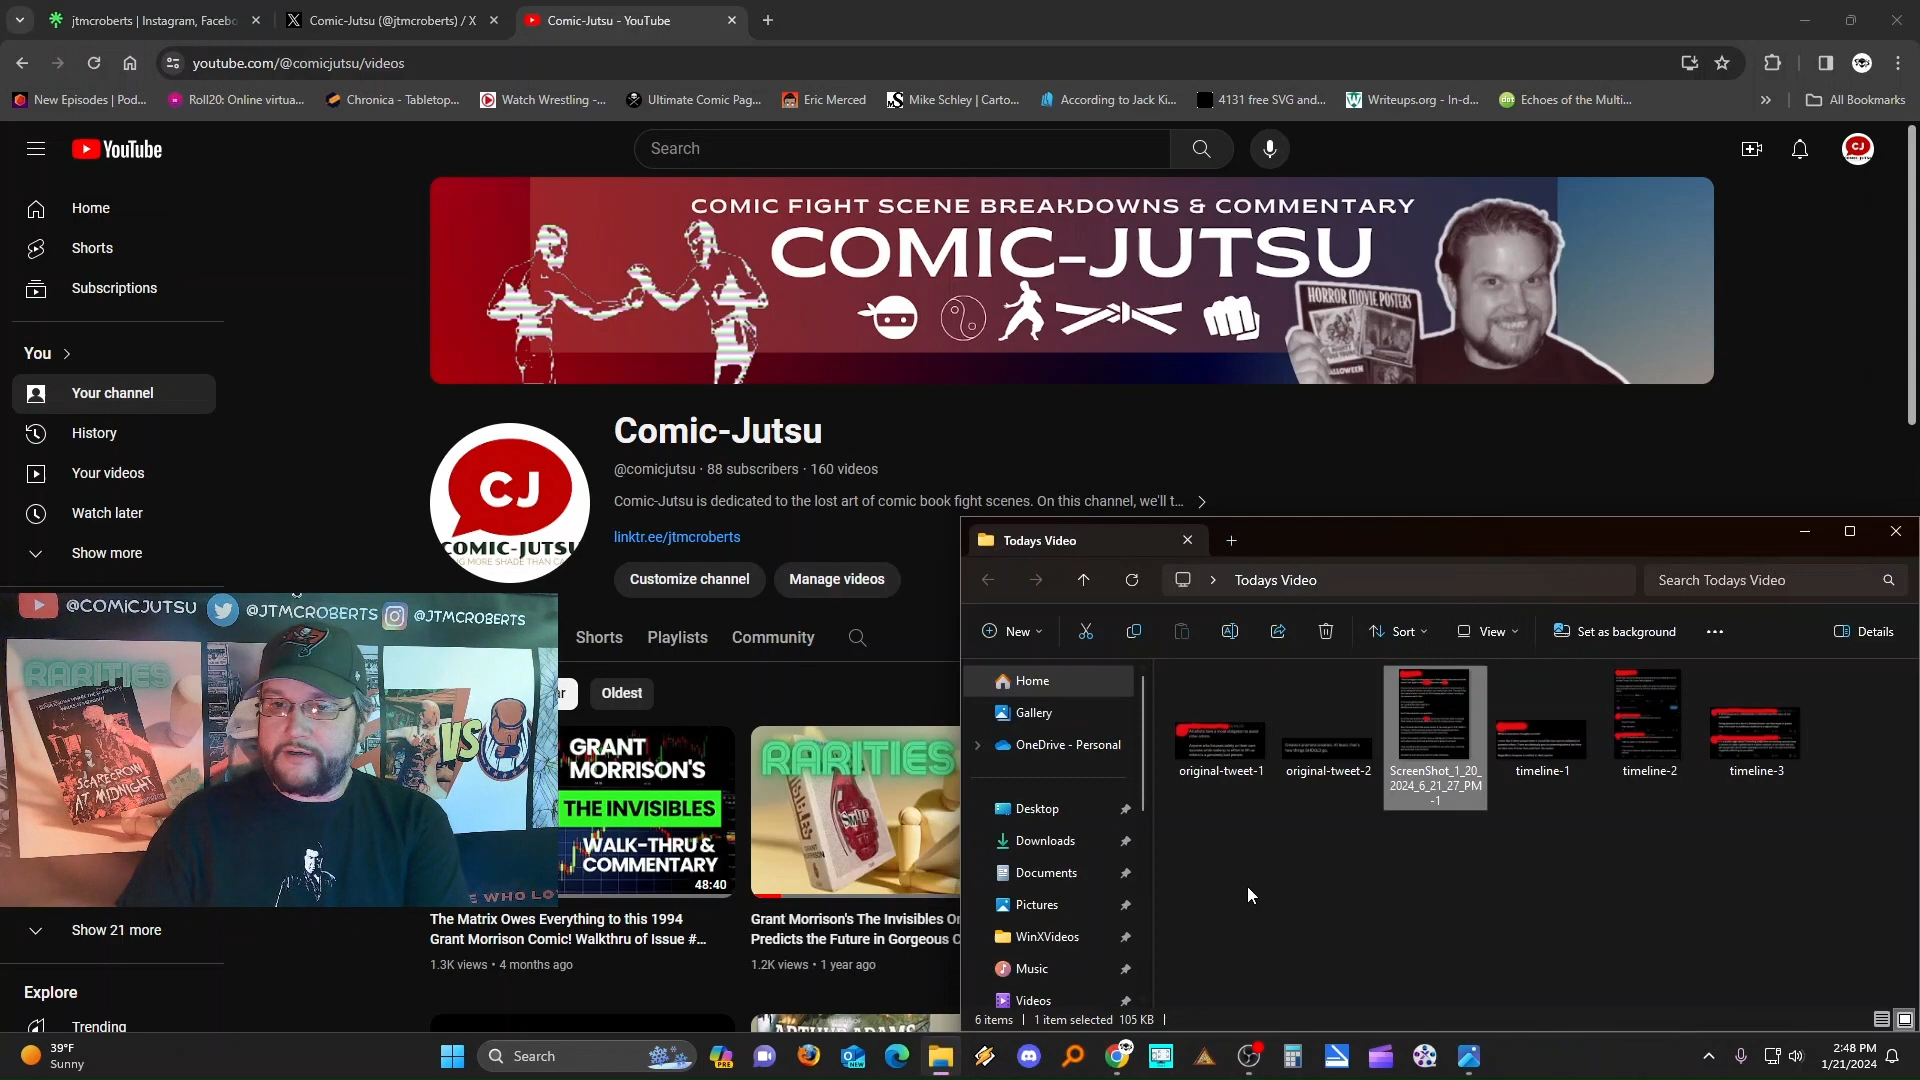 jtmcroberts | Instagram, Facebo
Comic-Jutsu (@jtmcroberts) / X
Comic-Jutsu - YouTube
youtube.com/@comicjutsu/videos
New Episodes | Pod...
Roll20: Online virtua...
Chronica - Tabletop...
Watch Wrestling -...
Ultimate Comic Pag...
Eric Merced
Mike Schley | Carto...
According to Jack Ki...
4131 free SVG and...
Writeups.org - In-d...
Echoes of the Multi...
All Bookmarks
YouTube
Search
CJ
Home
Shorts
Subscriptions
You
Your channel
History
Your videos
Watch later
Show more
COMIC FIGHT SCENE BREAKDOWNS & COMMENTARY
COMIC-JUTSU
HORROR MOVIE POSTERS
HALLOWEEN
CJ
COMIC-JUTSU
Comic-Jutsu
@comicjutsu · 88 subscribers · 160 videos
Comic-Jutsu is dedicated to the lost art of comic book fight scenes. On this channel, we'll t...
linktr.ee/jtmcroberts
Customize channel
Manage videos
Shorts
Playlists
Community
Oldest
@COMICJUTSU
@JTMCROBERTS
@JTMCROBERTS
RARITIES
SCARECROW
AT MIDNIGHT
VS
GRANT
MORRISON'S
THE INVISIBLES
WALK-THRU &
COMMENTARY
48:40
RARITIES
The Matrix Owes Everything to this 1994
Grant Morrison Comic! Walkthru of Issue #...
1.3K views • 4 months ago
Grant Morrison's The Invisibles
Predicts the Future in Gorgeous
1.2K views • 1 year ago
Show 21 more
Explore
Trending
Todays Video
Todays Video
Search Todays Video
New
Sort
View
Set as background
Details
Home
Gallery
OneDrive - Personal
Desktop
Downloads
Documents
Pictures
WinXVideos
Music
Videos
original-tweet-1
original-tweet-2
ScreenShot_1_20_
2024_6_21_27_PM
-1
timeline-1
timeline-2
timeline-3
6 items
1 item selected 105 KB
39°F
Sunny
Search
PRE
NEW
2:48 PM
1/21/2024